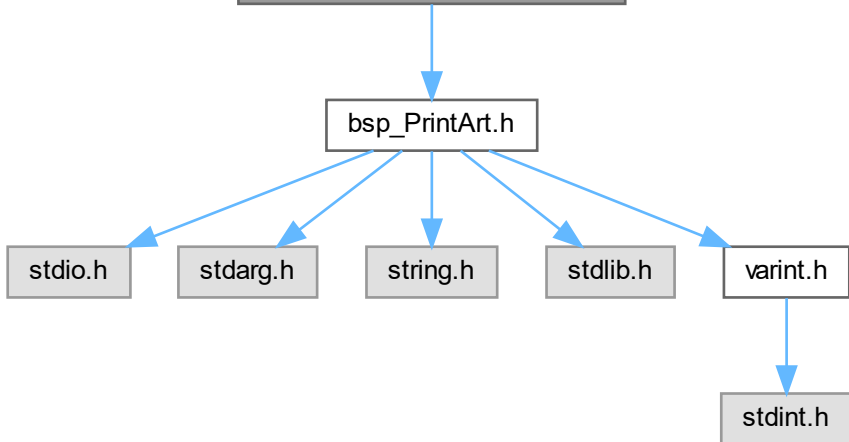 bsp_PrintArt.h
stdio.h
stdarg.h
string.h
stdlib.h
varint.h
stdint.h